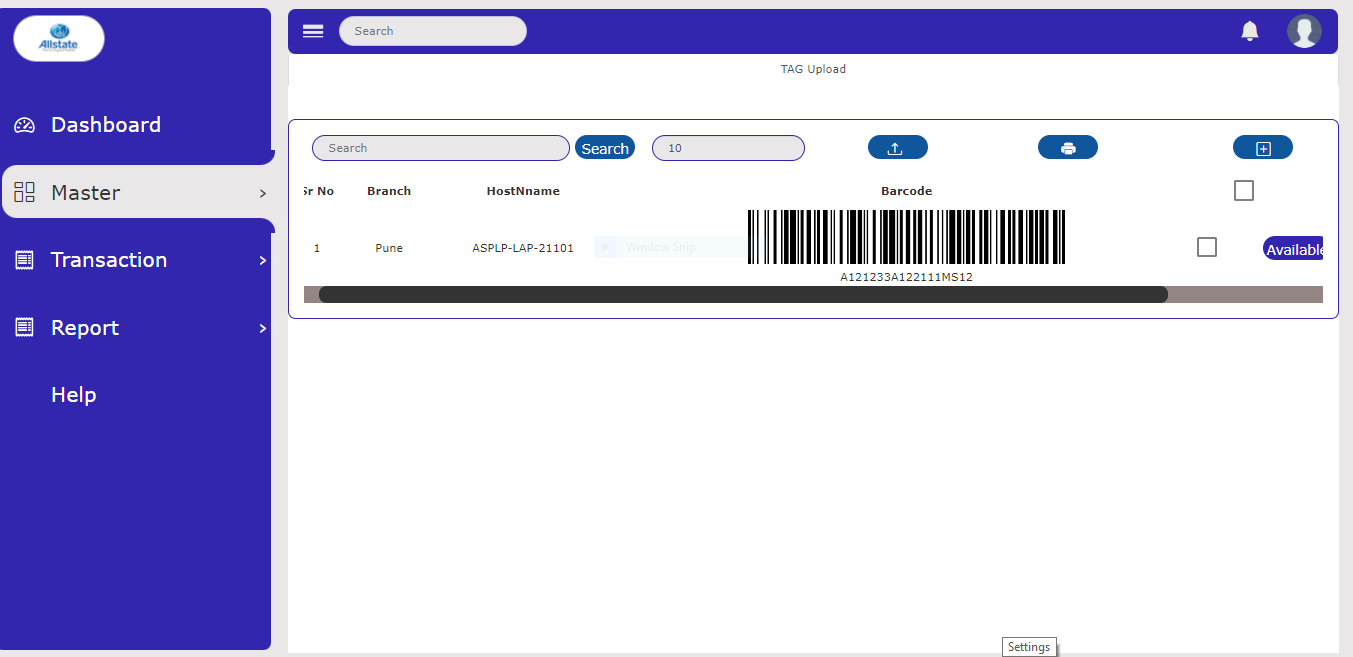 Allstate
Dashboard
Master
Transaction
Report
Help
Search
TAG Upload
Search
Search
10
Sr No Branch HostNname Barcode
1 Pune ASPLP-LAP-21101 Window Snip Available
A121233A122111MS12
Settings